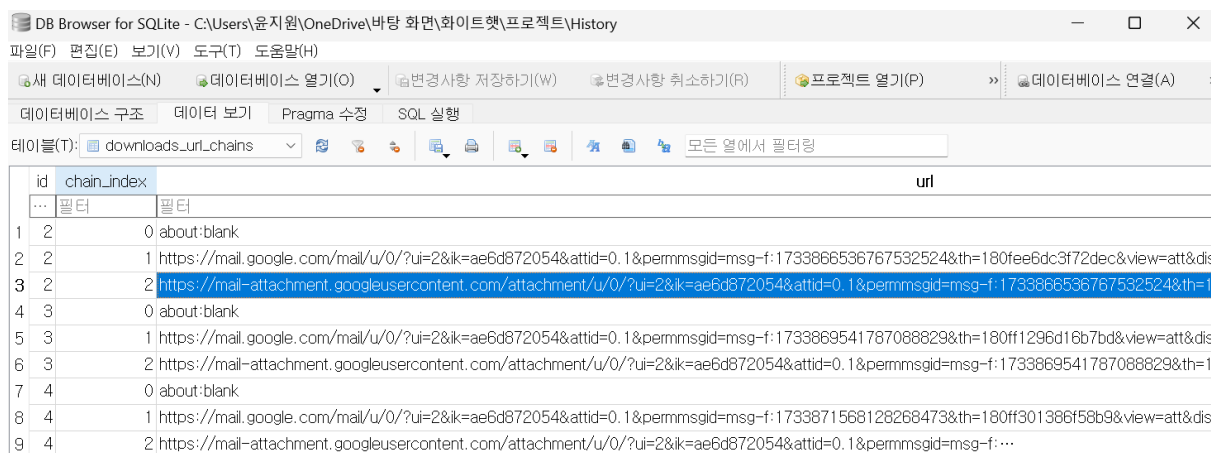 DB Browser for SQLite - C:\Users\윤지원\OneDrive\바탕 화면\화이트햇\프로젝트\History
파일(F) 편집(E) 보기(V) 도구(T) 도움말(H)
새 데이터베이스(N) 데이터베이스 열기(O) 변경사항 저장하기(W) 변경사항 취소하기(R) 프로젝트 열기(P) » 데이터베이스 연결(A)
데이터베이스 구조 데이터 보기 Pragma 수정 SQL 실행
테이블(T): downloads_url_chains 모든 열에서 필터링
id chain_index url
... 필터 필터
1 2 0 about:blank
2 2 1 https://mail.google.com/mail/u/0/?ui=2&ik=ae6d872054&attid=0.1&permmsgid=msg-f:1733866536767532524&th=180fee6dc3f72dec&view=att&dis
3 2 2 https://mail-attachment.googleusercontent.com/attachment/u/0/?ui=2&ik=ae6d872054&attid=0.1&permmsgid=msg-f:1733866536767532524&th=1
4 3 0 about:blank
5 3 1 https://mail.google.com/mail/u/0/?ui=2&ik=ae6d872054&attid=0.1&permmsgid=msg-f:1733869541787088829&th=180ff1296d16b7bd&view=att&dis
6 3 2 https://mail-attachment.googleusercontent.com/attachment/u/0/?ui=2&ik=ae6d872054&attid=0.1&permmsgid=msg-f:1733869541787088829&th=1
7 4 0 about:blank
8 4 1 https://mail.google.com/mail/u/0/?ui=2&ik=ae6d872054&attid=0.1&permmsgid=msg-f:1733871568128268473&th=180ff301386f58b9&view=att&dis
9 4 2 https://mail-attachment.googleusercontent.com/attachment/u/0/?ui=2&ik=ae6d872054&attid=0.1&permmsgid=msg-f:...